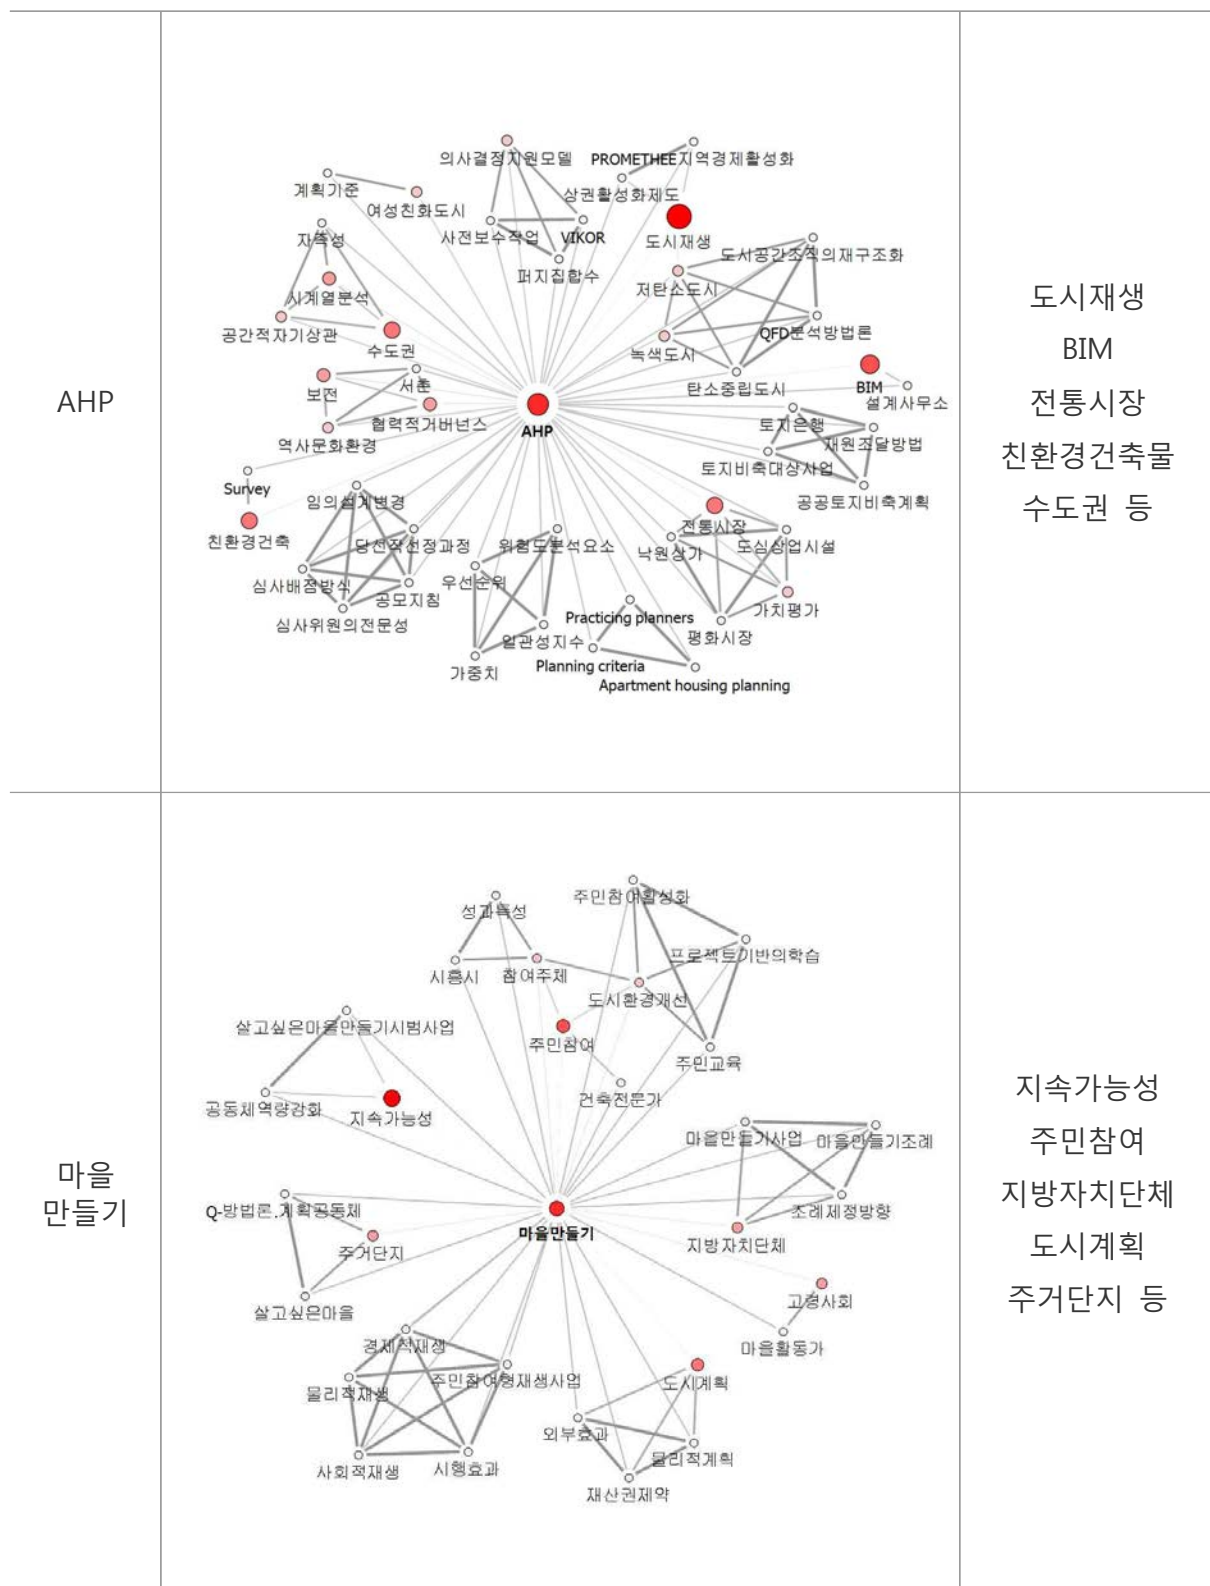 AHP
의사결정지원모델
PROMETHEE
지역경제활성화
계획기준
상권활성화제도
여성친화도시
자족성
사전보수작업
VIKOR
도시재생
도시공간조직의재구조화
퍼지집합수
시계열분석
저탄소도시
공간적자기상관
수도권
녹색도시
QFD분석방법론
보전
서촌
탄소중립도시
BIM
설계사무소
협력적거버넌스
토지은행
역사문화환경
AHP
재원조달방법
토지비축대상사업
Survey
임의설계변경
공공토지비축계획
친환경건축
당선작선정과정
위험도분석요소
전통시장
낙원상가
도심상업시설
심사배점방식
공모지침
우선순위
가치평가
심사위원의전문성
Practicing planners
일관성지수
평화시장
가중치
Planning criteria
Apartment housing planning
도시재생
BIM
전통시장
친환경건축물
수도권 등
마을
만들기
주민참여활성화
성과특성
프로젝트기반의학습
시흥시
참여주체
도시환경개선
살고싶은마을만들기시범사업
주민참여
주민교육
건축전문가
공동체역량강화
지속가능성
마을만들기사업
마을만들기조례
Q-방법론.계획공동체
조례제정방향
주거단지
마을만들기
지방자치단체
고령사회
살고싶은마을
마을활동가
경제적재생
물리적재생
주민참여형재생사업
도시계획
외부효과
물리적계획
사회적재생
시행효과
재산권제약
지속가능성
주민참여
지방자치단체
도시계획
주거단지 등